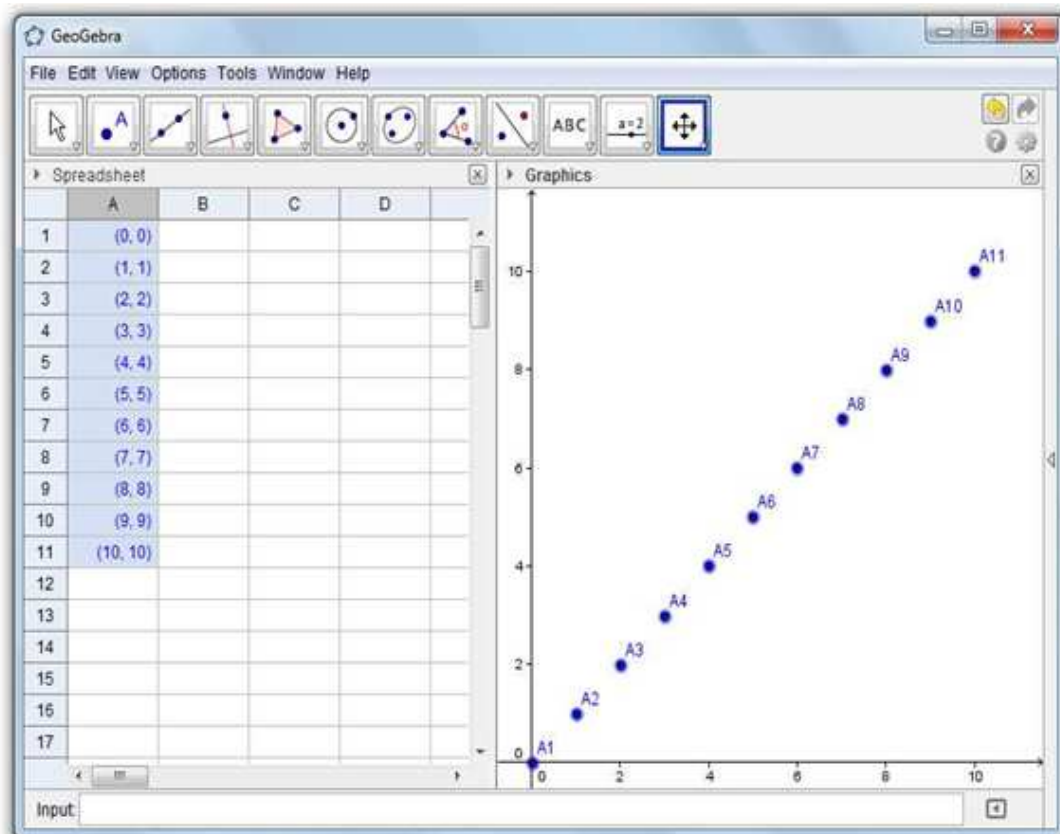 GeoGebra
File Edit View Options Tools Window Help
A
ABC
a=2
Spreadsheet
A B C D
1 (0, 0)
2 (1, 1)
3 (2, 2)
4 (3, 3)
5 (4, 4)
6 (5, 5)
7 (6, 6)
8 (7, 7)
9 (8, 8)
10 (9, 9)
11 (10, 10)
12
13
14
15
16
17
Graphics
A11
10
A10
A9
8
A8
A7
6
A6
A5
4
A4
A3
2
A2
A1
0
0 2 4 6 8 10
Input